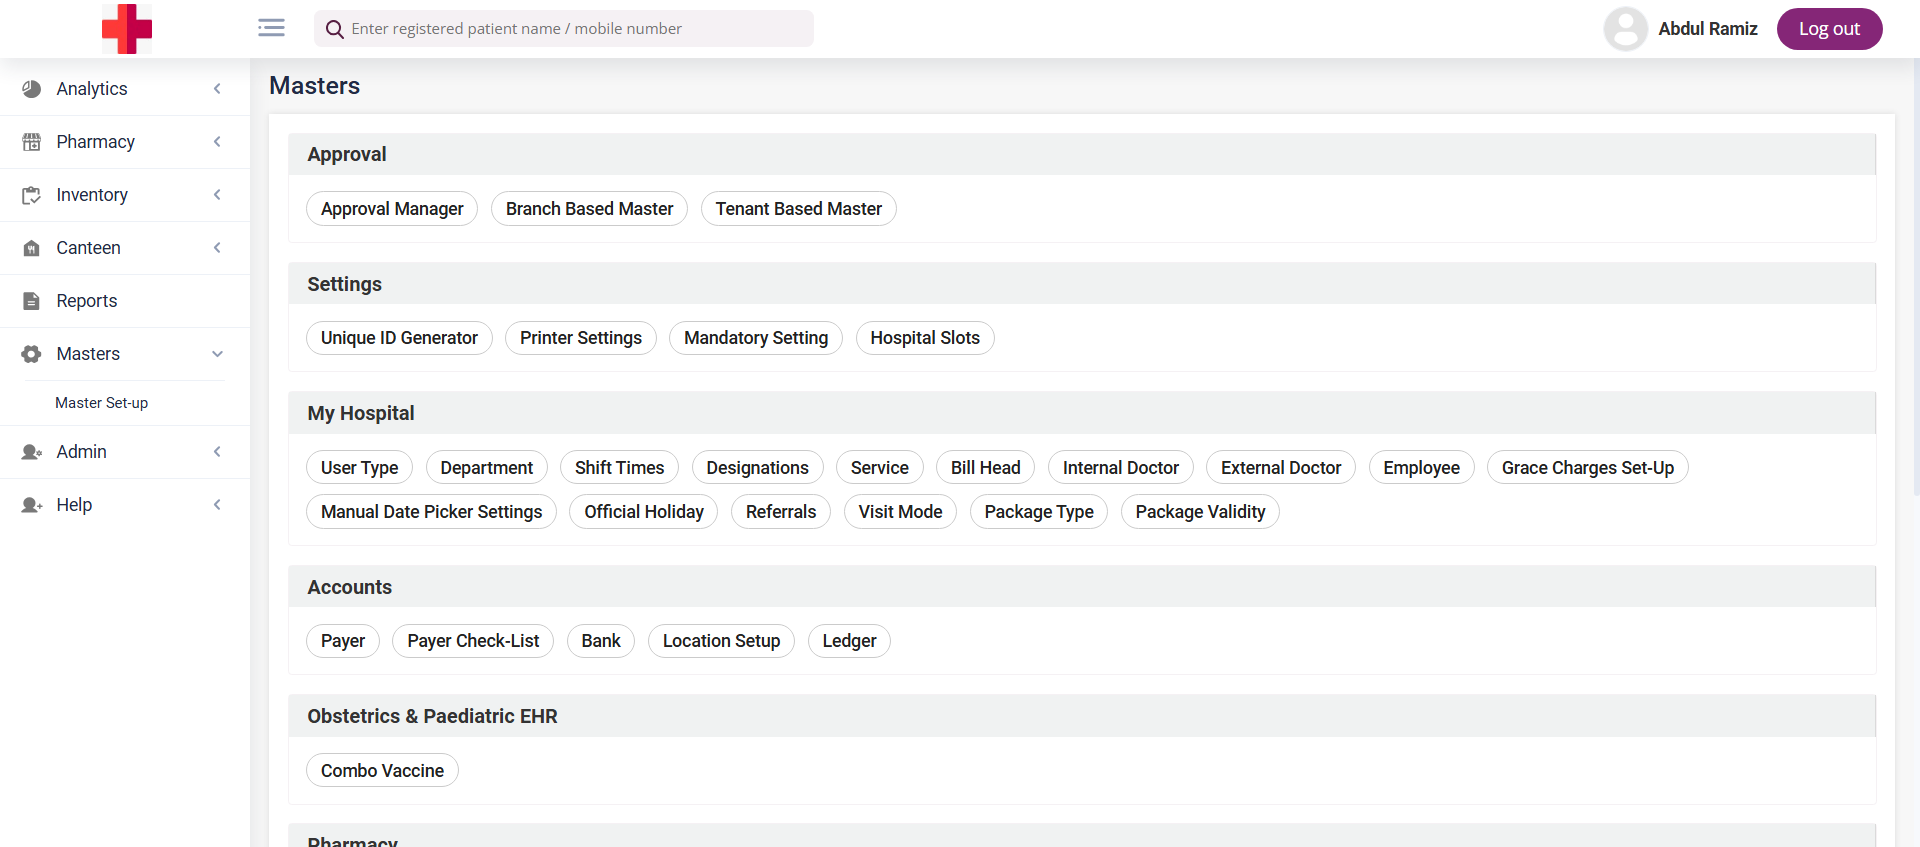 Enter registered patient name / mobile number
Abdul Ramiz
Log out
Analytics
Pharmacy
Inventory
Canteen
Reports
Masters
Master Set-up
Admin
Help
Masters
Approval
Approval Manager Branch Based Master Tenant Based Master
Settings
Unique ID Generator Printer Settings Mandatory Setting Hospital Slots
My Hospital
User Type Department Shift Times Designations Service Bill Head Internal Doctor External Doctor Employee Grace Charges Set-Up
Manual Date Picker Settings Official Holiday Referrals Visit Mode Package Type Package Validity
Accounts
Payer Payer Check-List Bank Location Setup Ledger
Obstetrics & Paediatric EHR
Combo Vaccine
Pharmacy